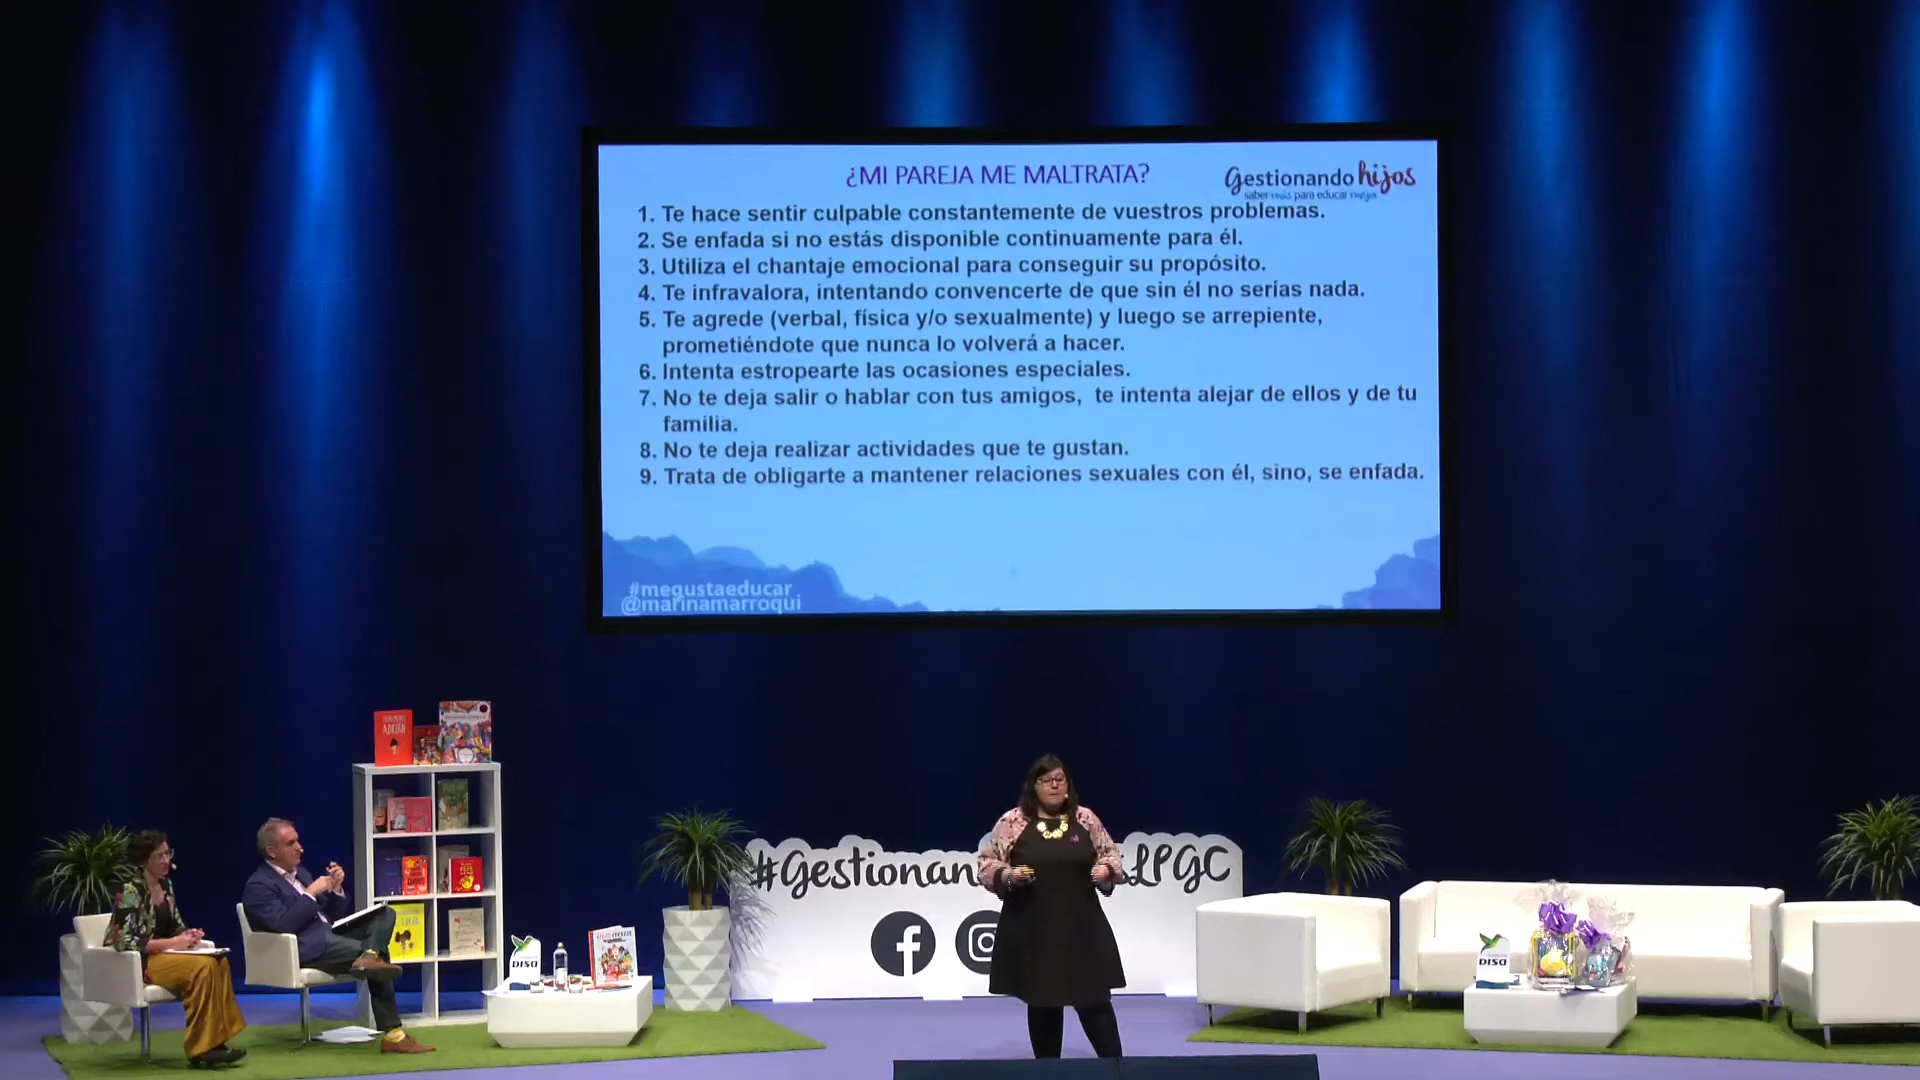 ¿MI PAREJA ME MALTRATA?
Gestionando hijos
saber más para educar mejor
1. Te hace sentir culpable constantemente de vuestros problemas.
2. Se enfada si no estás disponible continuamente para él.
3. Utiliza el chantaje emocional para conseguir su propósito.
4. Te infravalora, intentando convencerte de que sin él no serías nada.
5. Te agrede (verbal, física y/o sexualmente) y luego se arrepiente,
prometiéndote que nunca lo volverá a hacer.
6. Intenta estropearte las ocasiones especiales.
7. No te deja salir o hablar con tus amigos, te intenta alejar de ellos y de tu
familia.
8. No te deja realizar actividades que te gustan.
9. Trata de obligarte a mantener relaciones sexuales con él, sino, se enfada.
#megustaeducar
@marinamarroqui
ADRIÁN
#Gestionan
LPGC
DISA
DISA